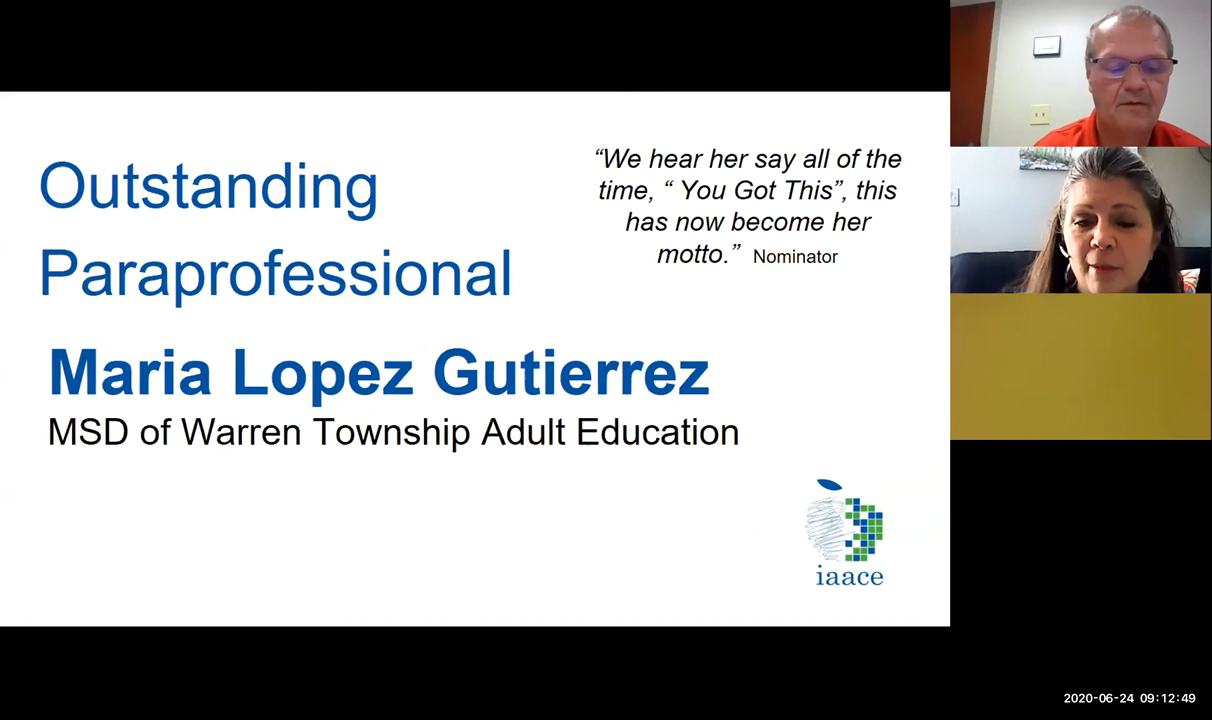 Outstanding
Paraprofessional
“We hear her say all of the
time, “ You Got This”, this
has now become her
motto.” Nominator
Maria Lopez Gutierrez
MSD of Warren Township Adult Education
iaace
2020-06-24 09:12:49